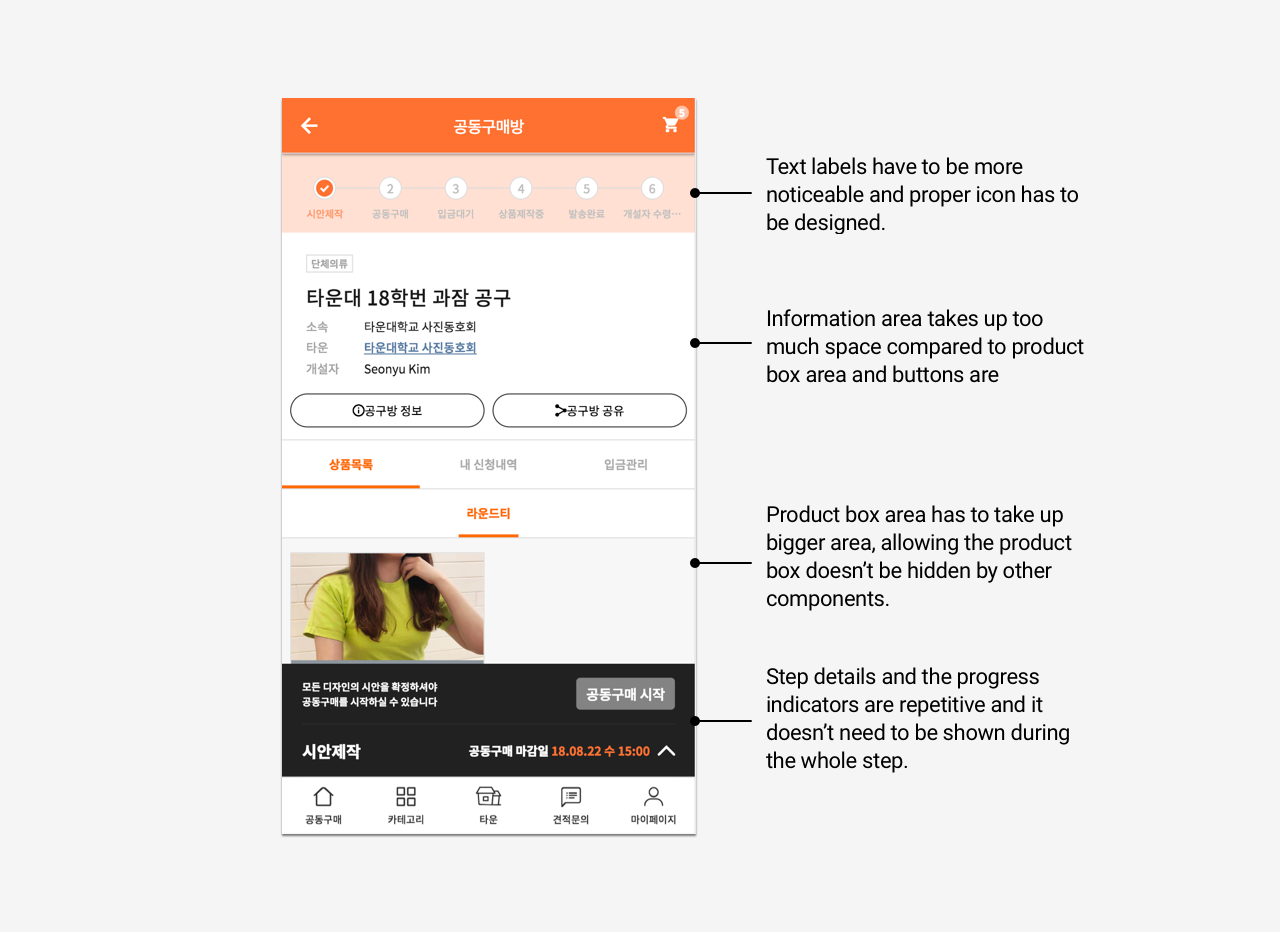 공동구매방
5
2
3
4
5
6
시안제작
공동구매
입금대기
상품제작중
발송완료
개설자 수령···
Text labels have to be more
noticeable and proper icon has to
be designed.
단체의류
타운대 18학번 과잠 공구
소속 타운대학교 사진동호회
타운 타운대학교 사진동호회
개설자 Seonyu Kim
Information area takes up too
much space compared to product
box area and buttons are
공구방 정보
공구방 공유
상품목록
내 신청내역
입금관리
라운드티
Product box area has to take up
bigger area, allowing the product
box doesn’t be hidden by other
components.
모든 디자인의 시안을 확정하셔야
공동구매를 시작하실 수 있습니다
공동구매 시작
시안제작
공동구매 마감일 18.08.22 수 15:00
Step details and the progress
indicators are repetitive and it
doesn’t need to be shown during
the whole step.
공동구매
카테고리
타운
견적문의
마이페이지